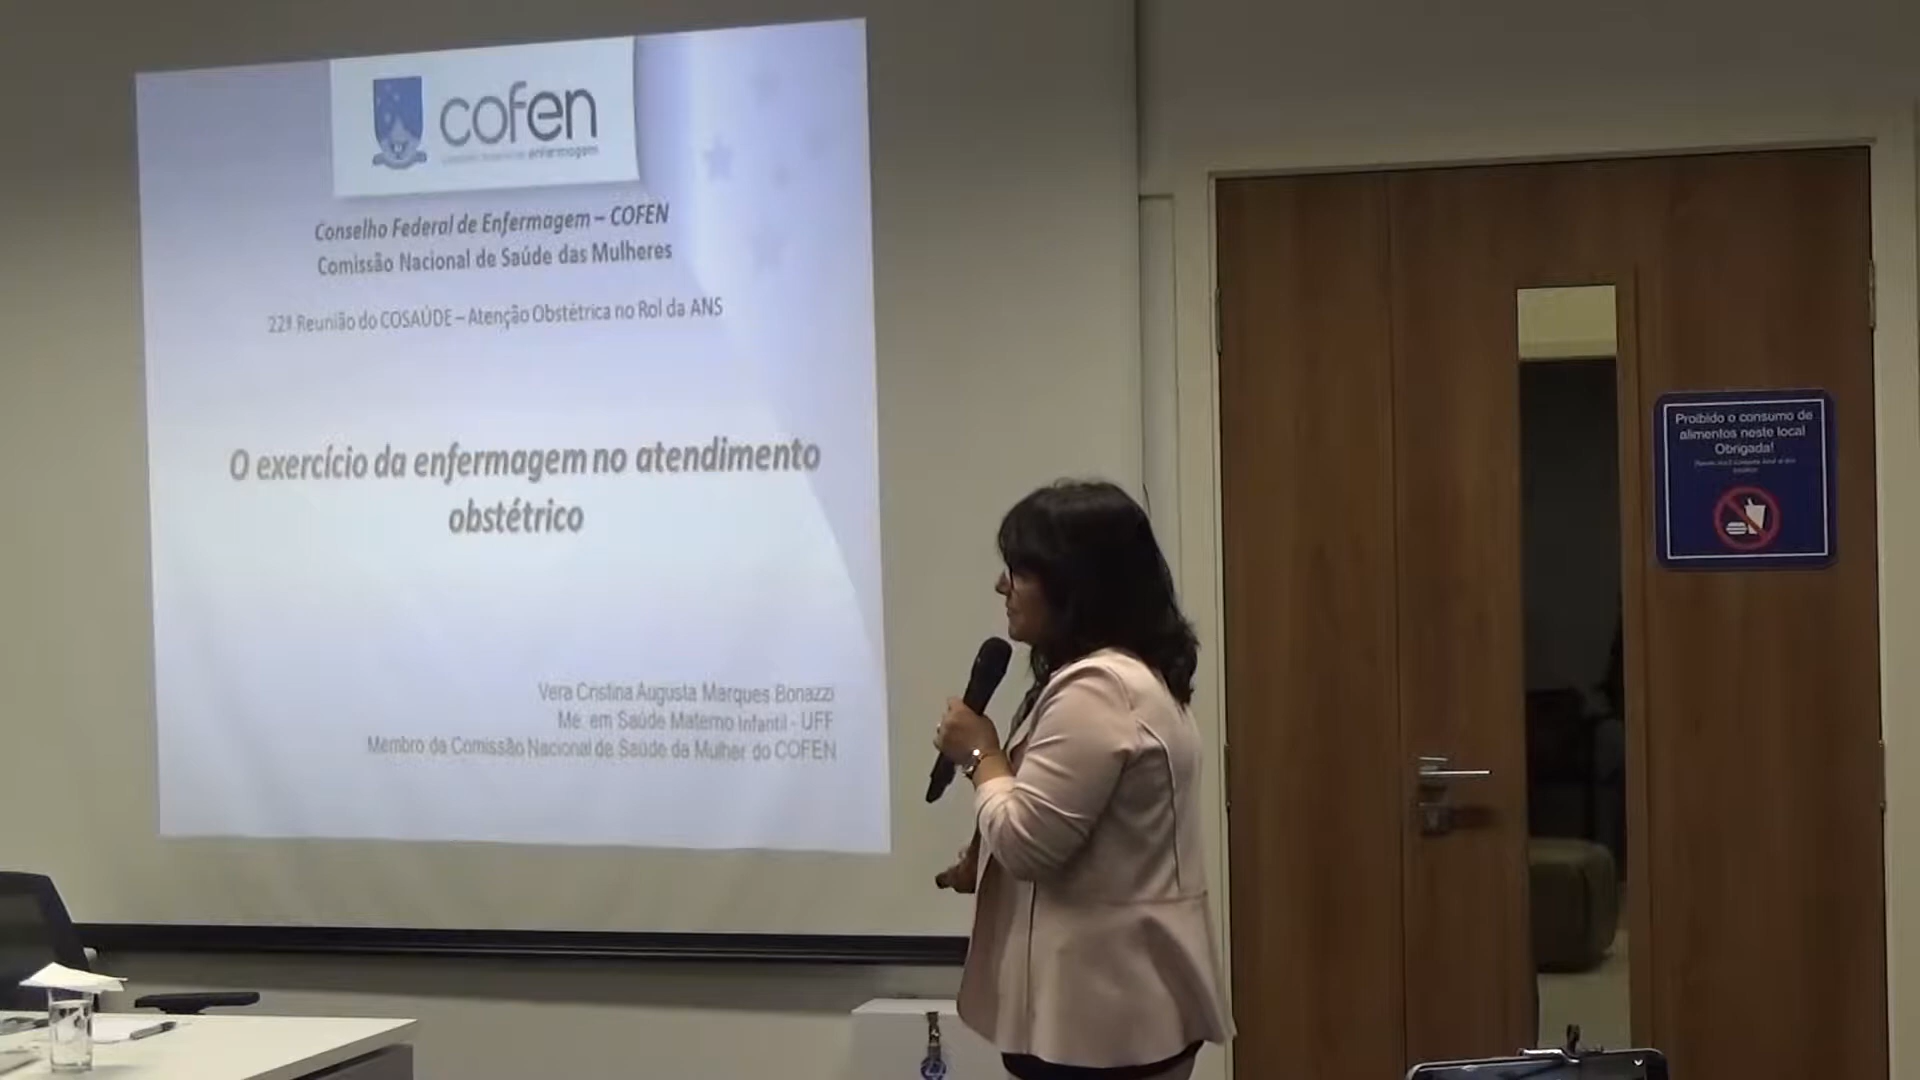 cofen
enfermagem
Conselho Federal de Enfermagem – COFEN
Comissão Nacional de Saúde das Mulheres
22ª Reunião do COSAÚDE – Atenção Obstétrica no Rol da ANS
O exercício da enfermagem no atendimento
obstétrico
Vera Cristina Augusta Marques Bonazzi
Me. em Saúde Materno Infantil - UFF
Membro da Comissão Nacional de Saúde da Mulher do COFEN
Proibido o consumo de
alimentos neste local
Obrigada!